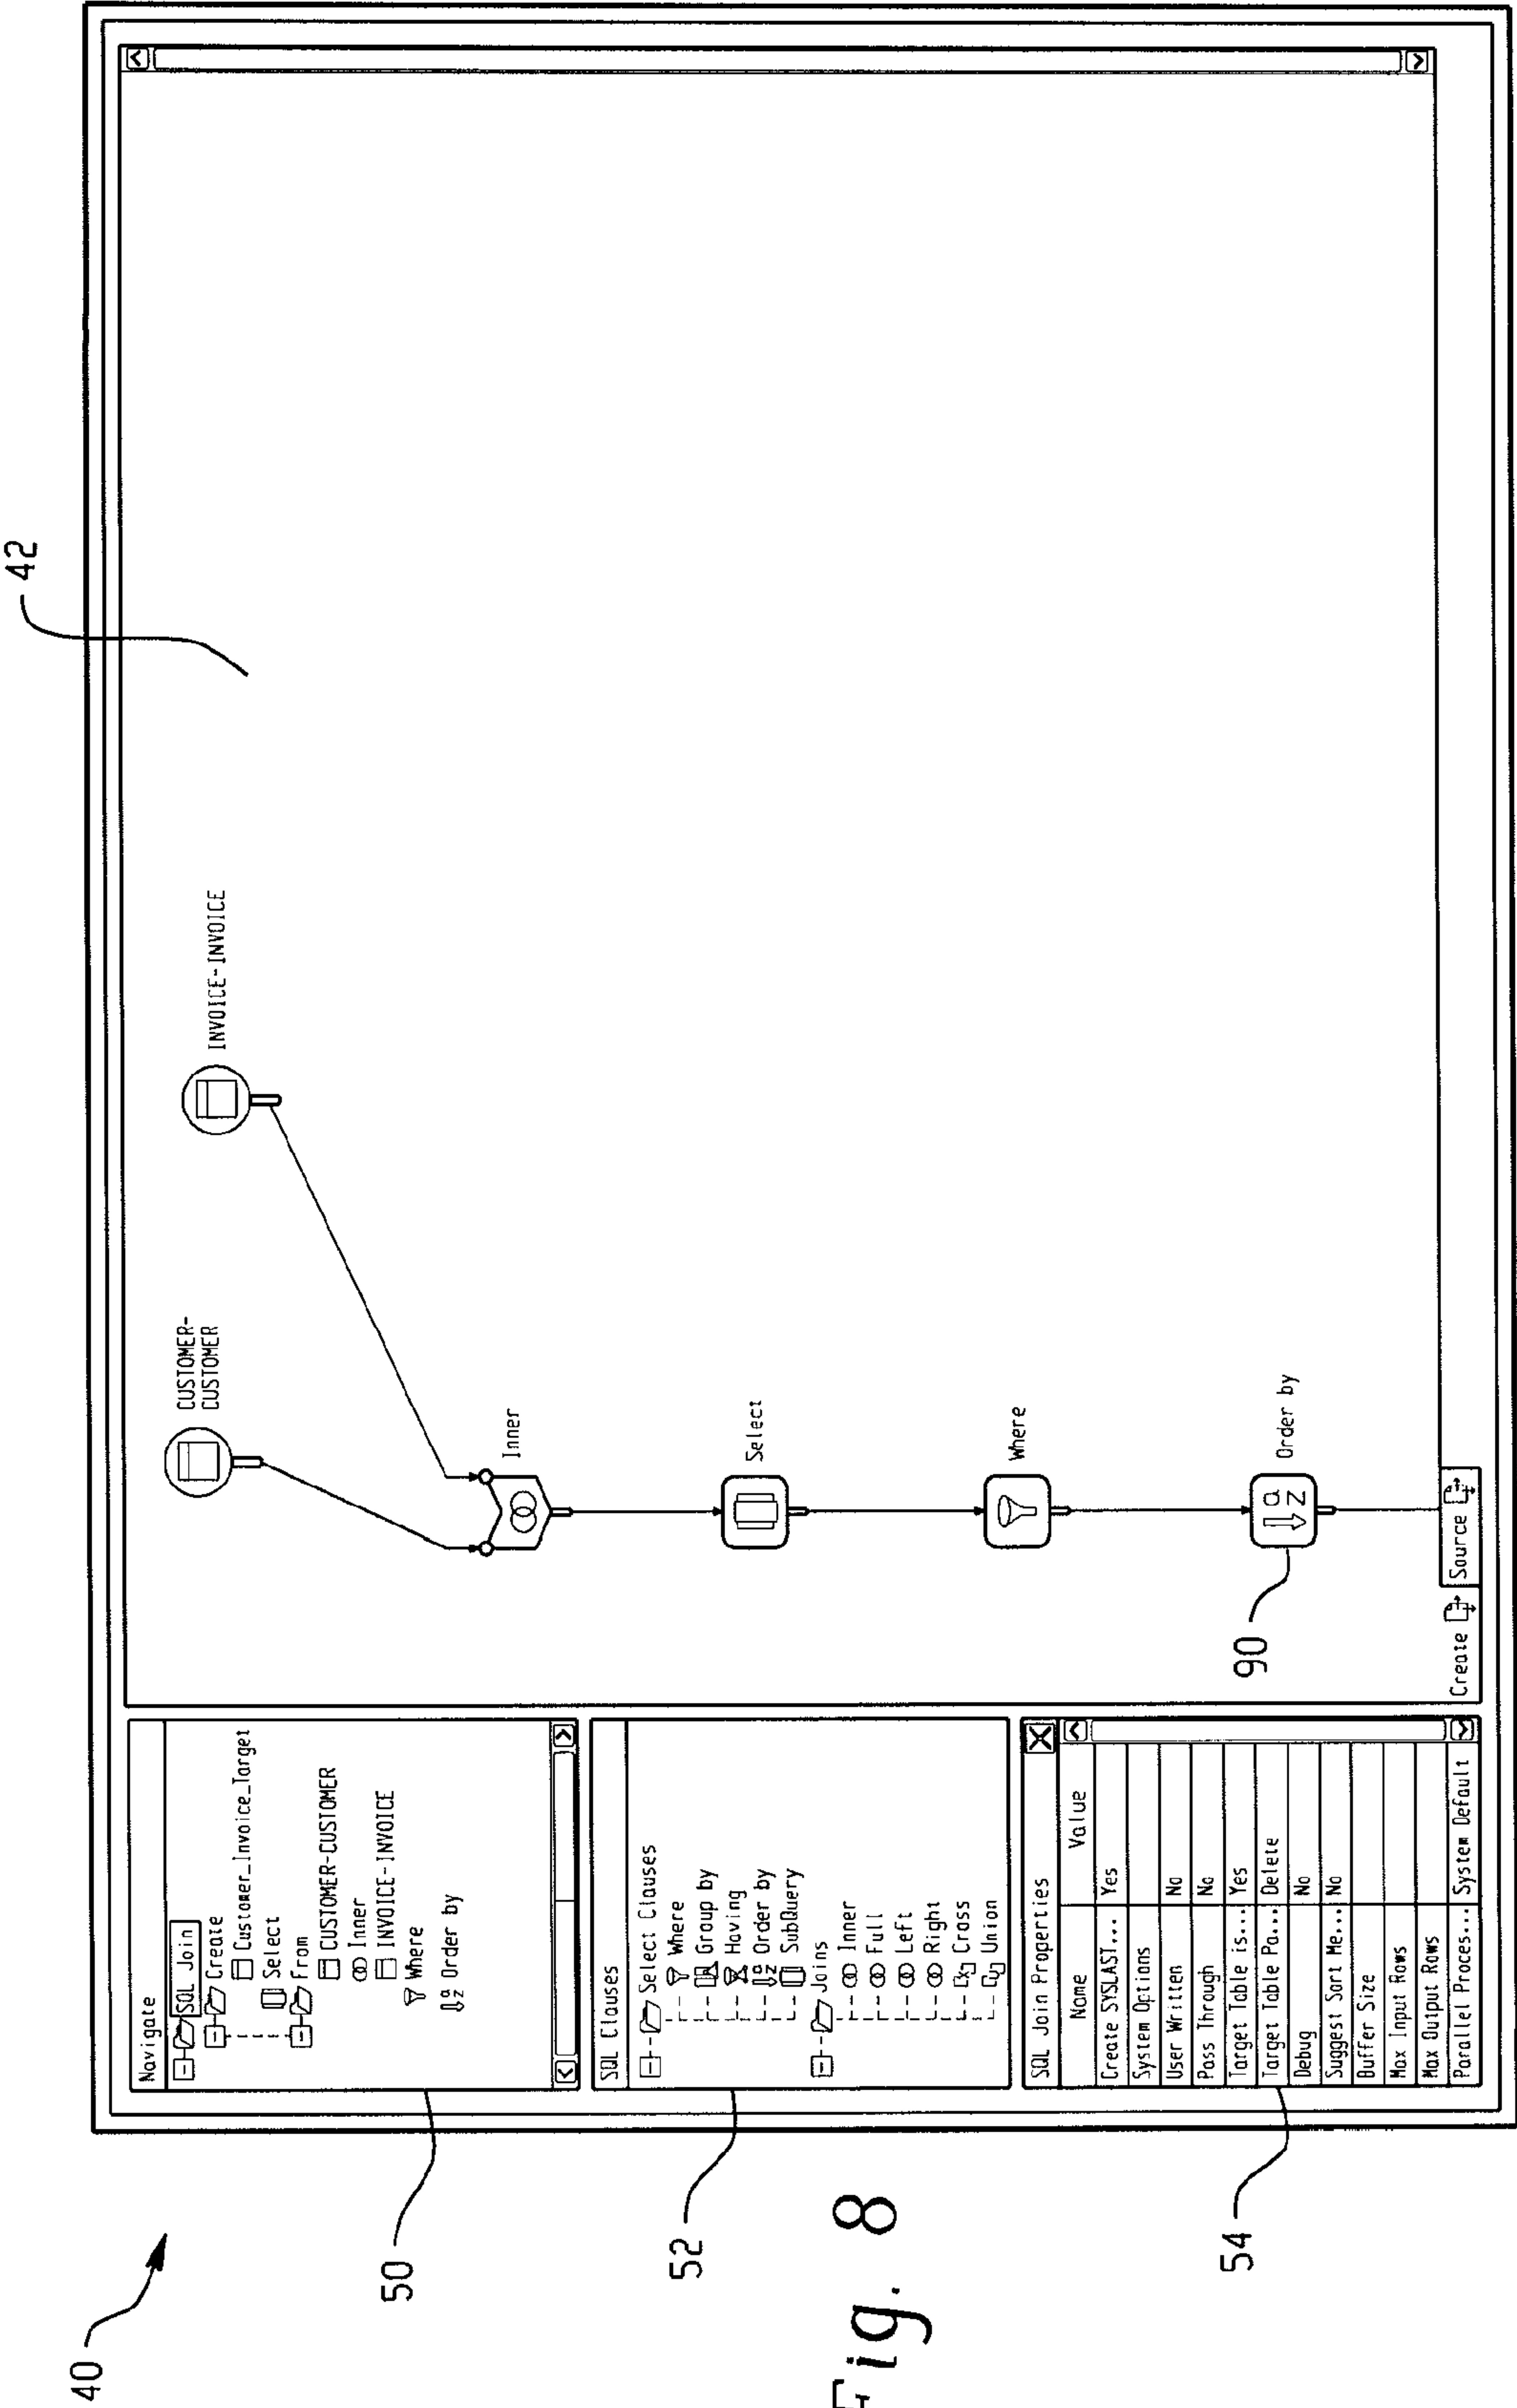 40
42
Navigate
SQL Join
Create
Customer_Invoice_Target
Select
From
CUSTOMER-CUSTOMER
Inner
INVOICE-INVOICE
Where
Order by
50
SQL Clauses
Select Clauses
Where
Group by
Having
Order by
SubQuery
Joins
Inner
Full
Left
Right
Cross
Union
52
SQL Join Properties
Name Value
Create SYSLAST... Yes
System Options
User Written No
Pass Through No
Target Table is... Yes
Target Table Pa... Delete
Debug No
Suggest Sort Me... No
Buffer Size
Max Input Rows
Max Output Rows
Parallel Proces... System Default
54
CUSTOMER-
CUSTOMER
INVOICE-INVOICE
Inner
Select
Where
a
z
Order by
90
Create
Source
Fig. 8